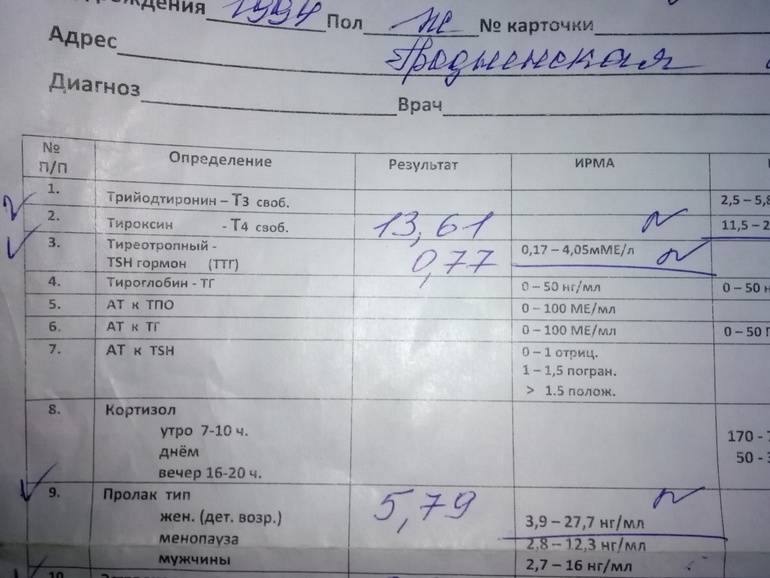 рождения 1994 Пол ж № карточки
Адрес
Диагноз Врач
№ П/П Определение Результат ИРМА
1. Трийодтиронин – Т3 своб. 2,5 – 5,8
2. Тироксин - Т4 своб. 13,61 N 11,5 – 2
3. Тиреотропный - 0,17 – 4,05мМЕ/л N
TSH гормон (ТТГ) 0,77
4. Тироглобин - ТГ 0 – 50 нг/мл 0 – 50 н
5. АТ к ТПО 0 – 100 МЕ/мл
6. АТ к ТГ 0 – 100 МЕ/мл 0 – 50
7. АТ к TSH 0 – 1 отриц.
1 – 1,5 погран.
> 1.5 полож.
8. Кортизол
утро 7-10 ч. 170 -
днём 50 -
вечер 16-20 ч.
9. Пролак тип 5,79 N
жен. (дет. возр.) 3,9 – 27,7 нг/мл
менопауза 2,8 – 12,3 нг/мл
мужчины 2,7 – 16 нг/мл
10.